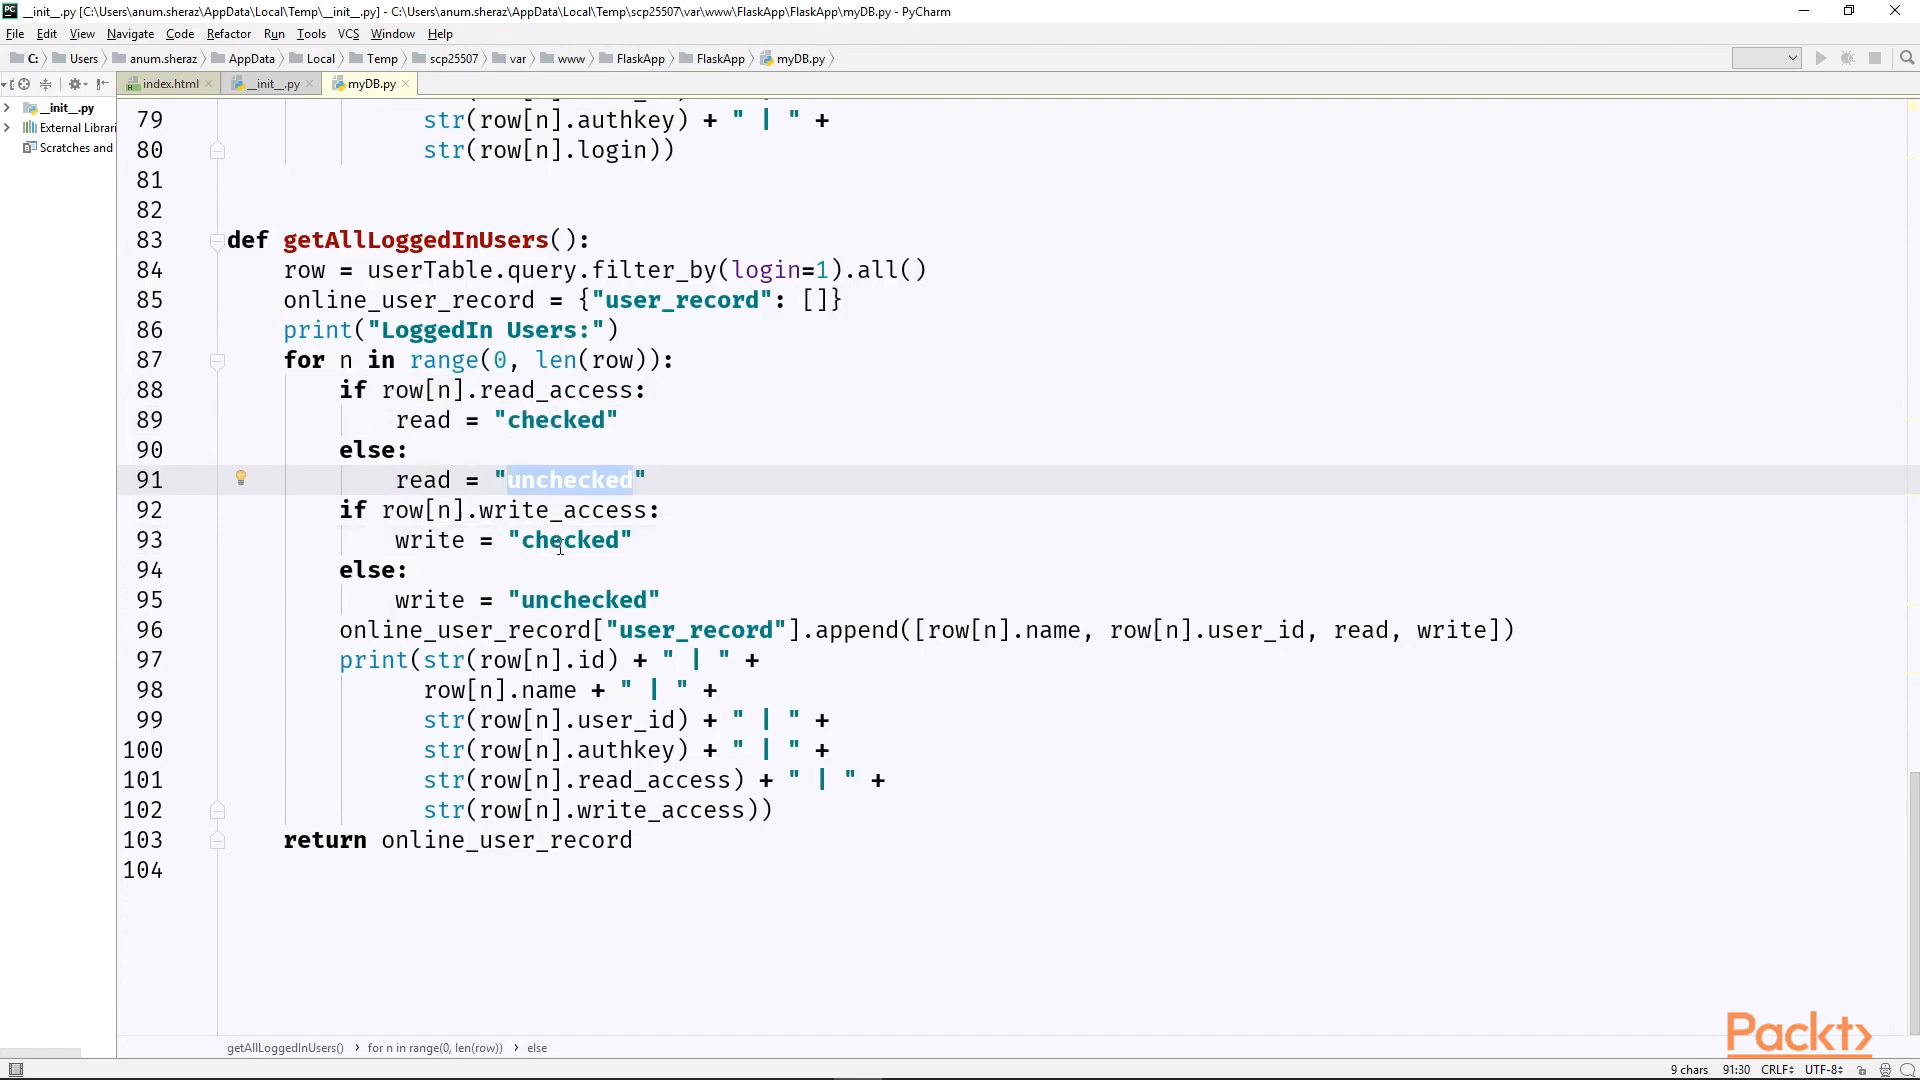 __init__.py [C:\Users\anum.sheraz\AppData\Local\Temp\__init__.py] - C:\Users\anum.sheraz\AppData\Local\Temp\scp25507\var\www\FlaskApp\FlaskApp\myDB.py - PyCharm
File Edit View Navigate Code Refactor Run Tools VCS Window Help
C: Users anum.sheraz AppData Local Temp scp25507 var www FlaskApp FlaskApp myDB.py
index.html __init__.py myDB.py
__init__.py
External Librari
Scratches and
79 str(row[n].authkey) + " | " +
80 str(row[n].login))
81
82
83 def getAllLoggedInUsers():
84 row = userTable.query.filter_by(login=1).all()
85 online_user_record = {"user_record": []}
86 print("LoggedIn Users:")
87 for n in range(0, len(row)):
88 if row[n].read_access:
89 read = "checked"
90 else:
91 read = "unchecked"
92 if row[n].write_access:
93 write = "checked"
94 else:
95 write = "unchecked"
96 online_user_record["user_record"].append([row[n].name, row[n].user_id, read, write])
97 print(str(row[n].id) + " | " +
98 row[n].name + " | " +
99 str(row[n].user_id) + " | " +
100 str(row[n].authkey) + " | " +
101 str(row[n].read_access) + " | " +
102 str(row[n].write_access))
103 return online_user_record
104
Packt>
getAllLoggedInUsers() › for n in range(0, len(row)) › else
9 chars 91:30 CRLF UTF-8